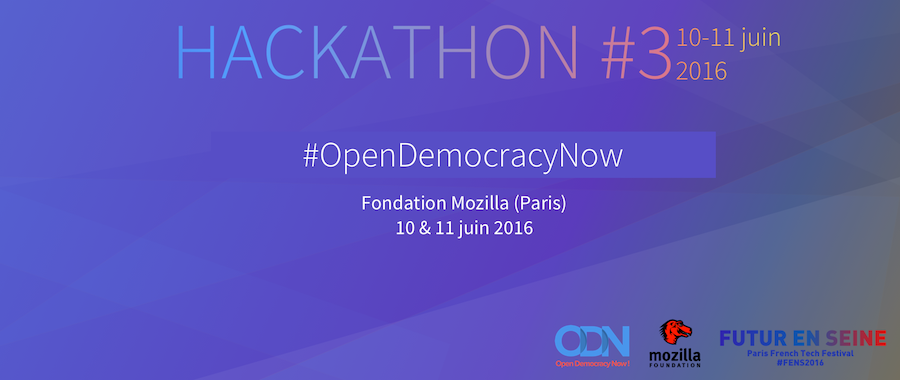 HACKATHON #3
10-11 juin
2016
#OpenDemocracyNow
Fondation Mozilla (Paris)
10 & 11 juin 2016
ODN
Open Democracy Now!
mozilla
FOUNDATION
FUTUR EN SEINE
Paris French Tech Festival
#FENS2016